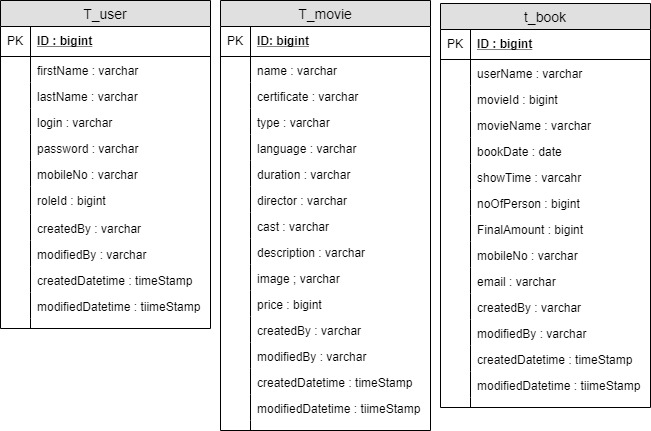 T_user
PK ID : bigint
firstName : varchar
lastName : varchar
login : varchar
password : varchar
mobileNo : varchar
roleId : bigint
createdBy : varchar
modifiedBy : varchar
createdDatetime : timeStamp
modifiedDatetime : tiimeStamp
T_movie
PK ID: bigint
name : varchar
certificate : varchar
type : varchar
language : varchar
duration : varchar
director : varchar
cast : varchar
description : varchar
image ; varchar
price : bigint
createdBy : varchar
modifiedBy : varchar
createdDatetime : timeStamp
modifiedDatetime : tiimeStamp
t_book
PK ID : bigint
userName : varchar
movieId : bigint
movieName : varchar
bookDate : date
showTime : varcahr
noOfPerson : bigint
FinalAmount : bigint
mobileNo : varchar
email : varchar
createdBy : varchar
modifiedBy : varchar
createdDatetime : timeStamp
modifiedDatetime : tiimeStamp